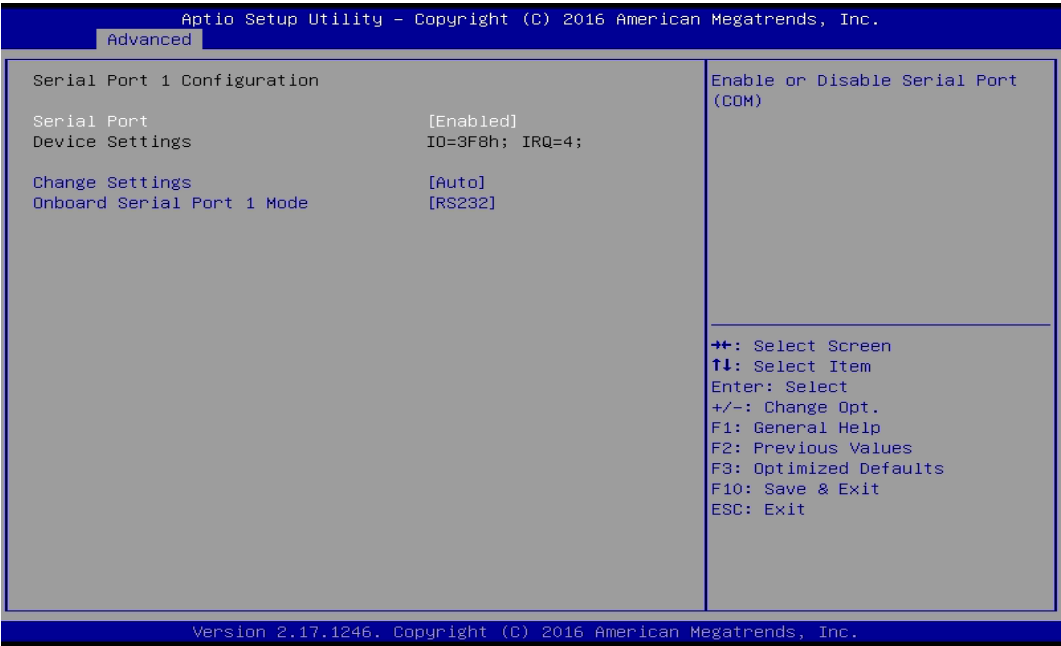 Aptio Setup Utility – Copyright (C) 2016 American Megatrends, Inc.
Advanced
Serial Port 1 Configuration
Serial Port [Enabled]
Device Settings IO=3F8h; IRQ=4;
Change Settings [Auto]
Onboard Serial Port 1 Mode [RS232]
Enable or Disable Serial Port
(COM)
→←: Select Screen
↑↓: Select Item
Enter: Select
+/-: Change Opt.
F1: General Help
F2: Previous Values
F3: Optimized Defaults
F10: Save & Exit
ESC: Exit
Version 2.17.1246. Copyright (C) 2016 American Megatrends, Inc.